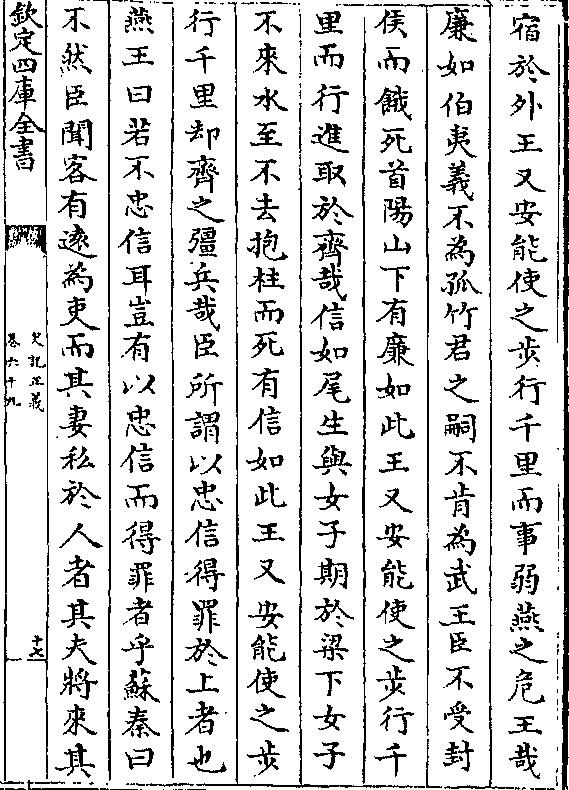 宿於外王又安能使之步行千里而事弱燕之危王哉
廉如伯夷義不為孤竹君之嗣不肯為武王臣不受封
侯而餓死首陽山下有廉如此王又安能使之步行千
里而行進取於齊哉信如尾生與女子期於梁下女子
不來水至不去抱柱而死有信如此王又安能使之步
行千里却齊之彊兵哉臣所謂以忠信得罪於上者也
燕王曰若不忠信耳豈有以忠信而得罪者乎蘇秦曰
不然臣聞客有遠為吏而其妻私於人者其夫將來其
欽定四庫全書
史記正義
卷六十九
十七